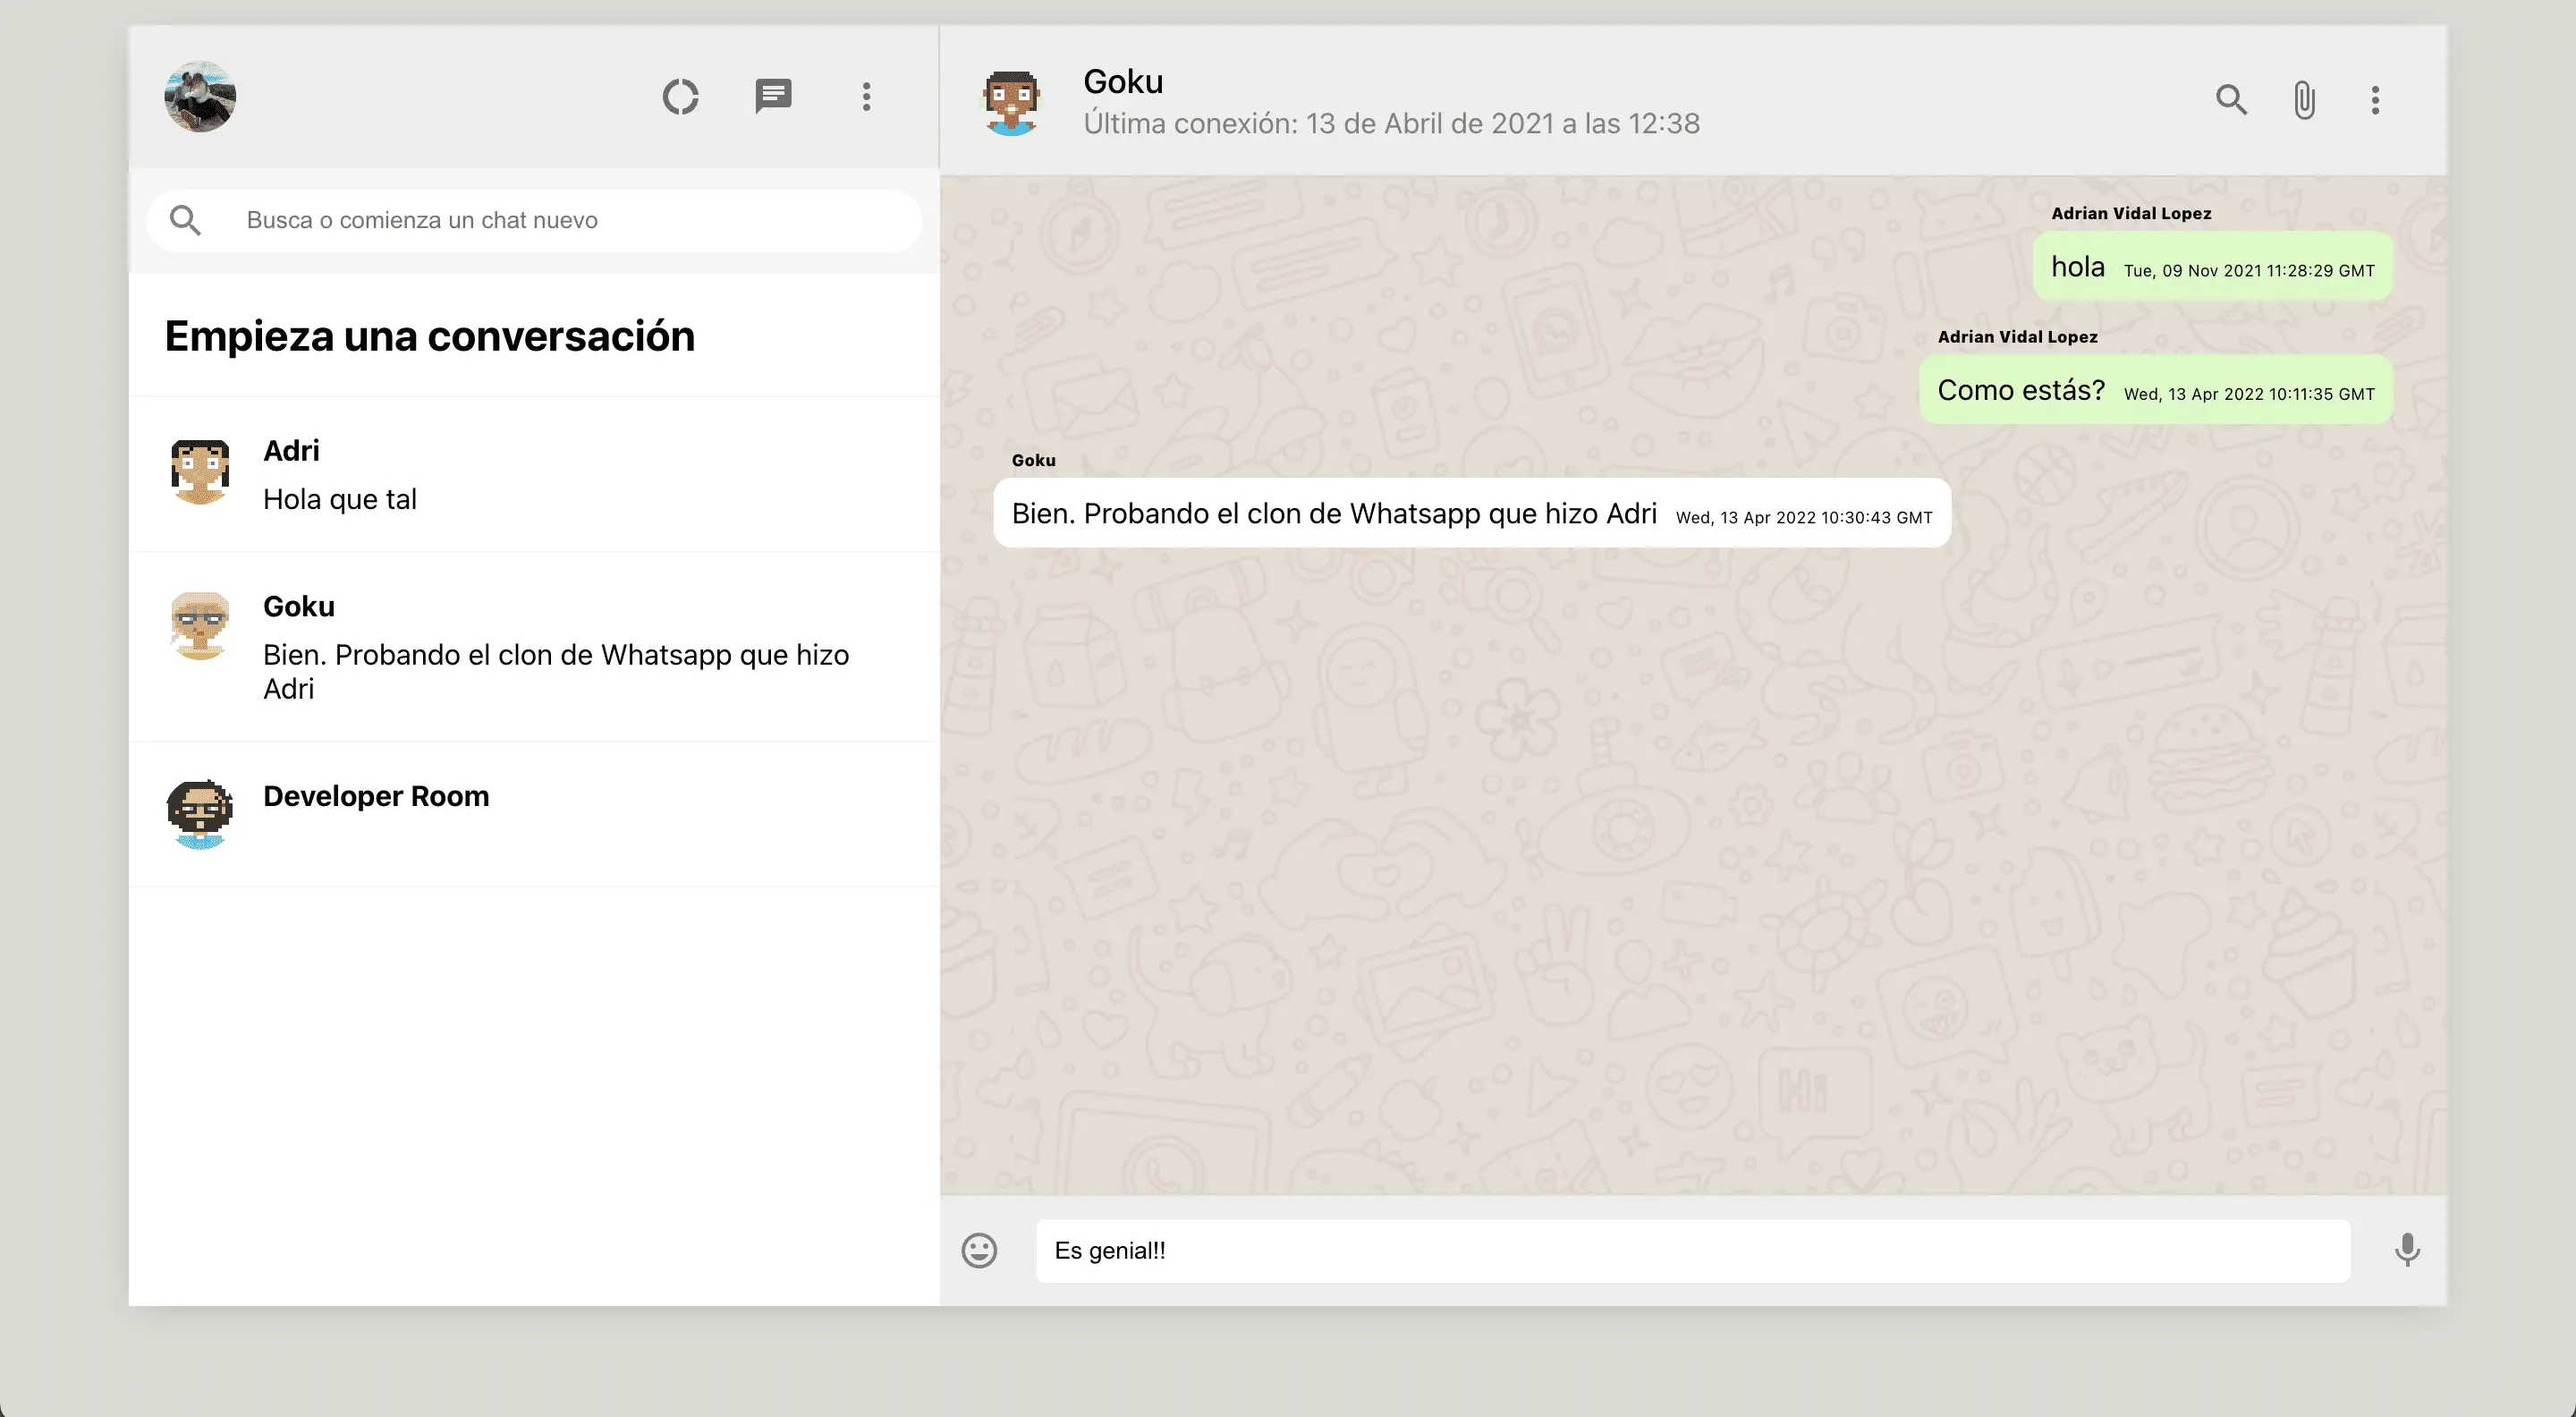 Busca o comienza un chat nuevo
Empieza una conversación
Adri
Hola que tal
Goku
Bien. Probando el clon de Whatsapp que hizo
Adri
Developer Room
Goku
Última conexión: 13 de Abril de 2021 a las 12:38
Adrian Vidal Lopez
hola Tue, 09 Nov 2021 11:28:29 GMT
Adrian Vidal Lopez
Como estás? Wed, 13 Apr 2022 10:11:35 GMT
Goku
Bien. Probando el clon de Whatsapp que hizo Adri Wed, 13 Apr 2022 10:30:43 GMT
Hi
Es genial!!